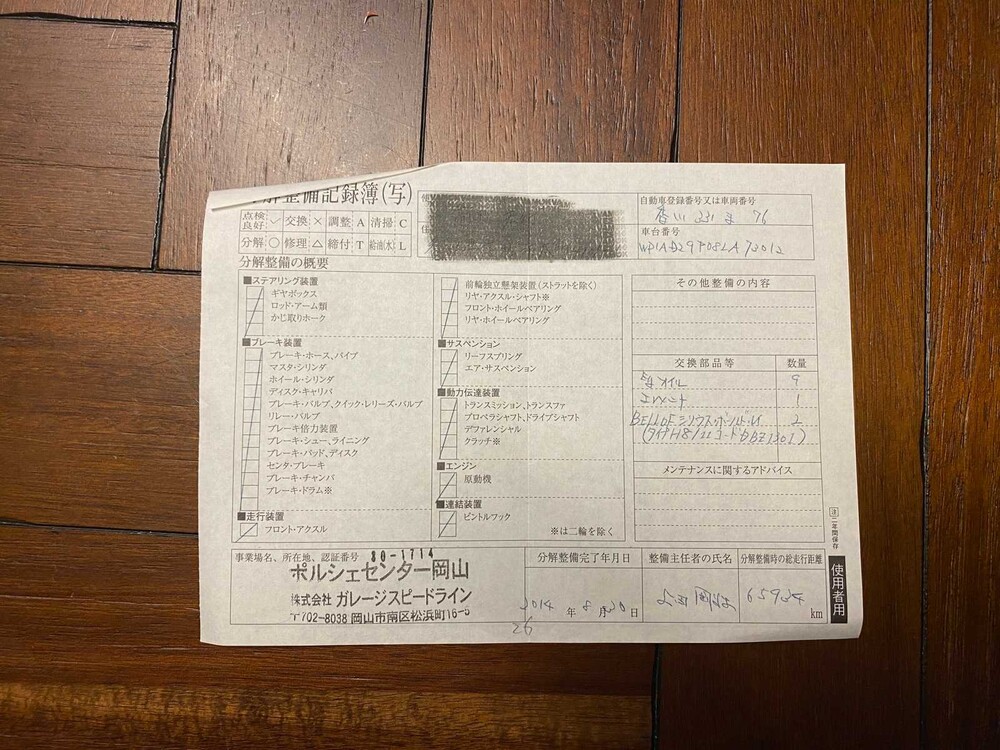 解整備記録簿(写)
点検良好 ✓ 交換 × 調整 A 清掃 C
分解 ○ 修理 △ 締付 T 給油(水) L
自動車登録番号又は車両番号
香川 331 ま 76
車台番号
分解整備の概要
■ステアリング装置
ギヤボックス
ロッド・アーム類
かじ取りホーク
■ブレーキ装置
ブレーキ・ホース、パイプ
マスタ・シリンダ
ホイール・シリンダ
ディスク・キャリパ
ブレーキ・バルブ、クイック・レリーズ・バルブ
リレー・バルブ
ブレーキ倍力装置
ブレーキ・シュー、ライニング
ブレーキ・パッド、ディスク
センタ・ブレーキ
ブレーキ・チャンバ
ブレーキ・ドラム※
■走行装置
フロント・アクスル
前輪独立懸架装置(ストラットを除く)
リヤ・アクスル・シャフト※
フロント・ホイールベアリング
リヤ・ホイールベアリング
■サスペンション
リーフスプリング
エア・サスペンション
■動力伝達装置
トランスミッション、トランスファ
プロペラシャフト、ドライブシャフト
デファレンシャル
クラッチ※
■エンジン
原動機
■連結装置
ピントルフック
※は二輪を除く
その他整備の内容
交換部品等 数量
オイル 9
エレメント 1
BELLOF 2
メンテナンスに関するアドバイス
注 二年間保存
使用者用
事業場名、所在地、認証番号 80-1714
ポルシェセンター岡山
株式会社 ガレージスピードライン
〒702-8038 岡山市南区松浜町16-5
分解整備完了年月日
2014 年 8 月 30 日
26
整備主任者の氏名
分解整備時の総走行距離
65934 km